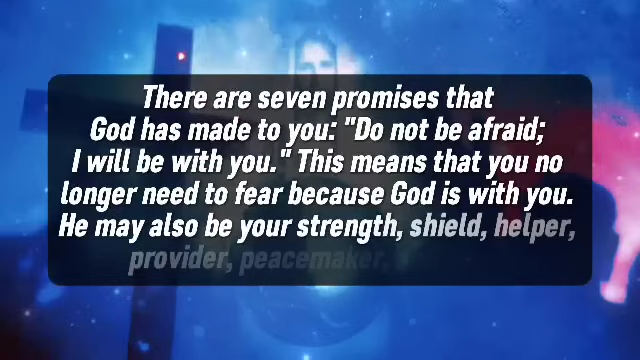 There are seven promises that
God has made to you: "Do not be afraid;
I will be with you." This means that you no
longer need to fear because God is with you.
He may also be your strength, shield, helper,
provider, peacemaker,